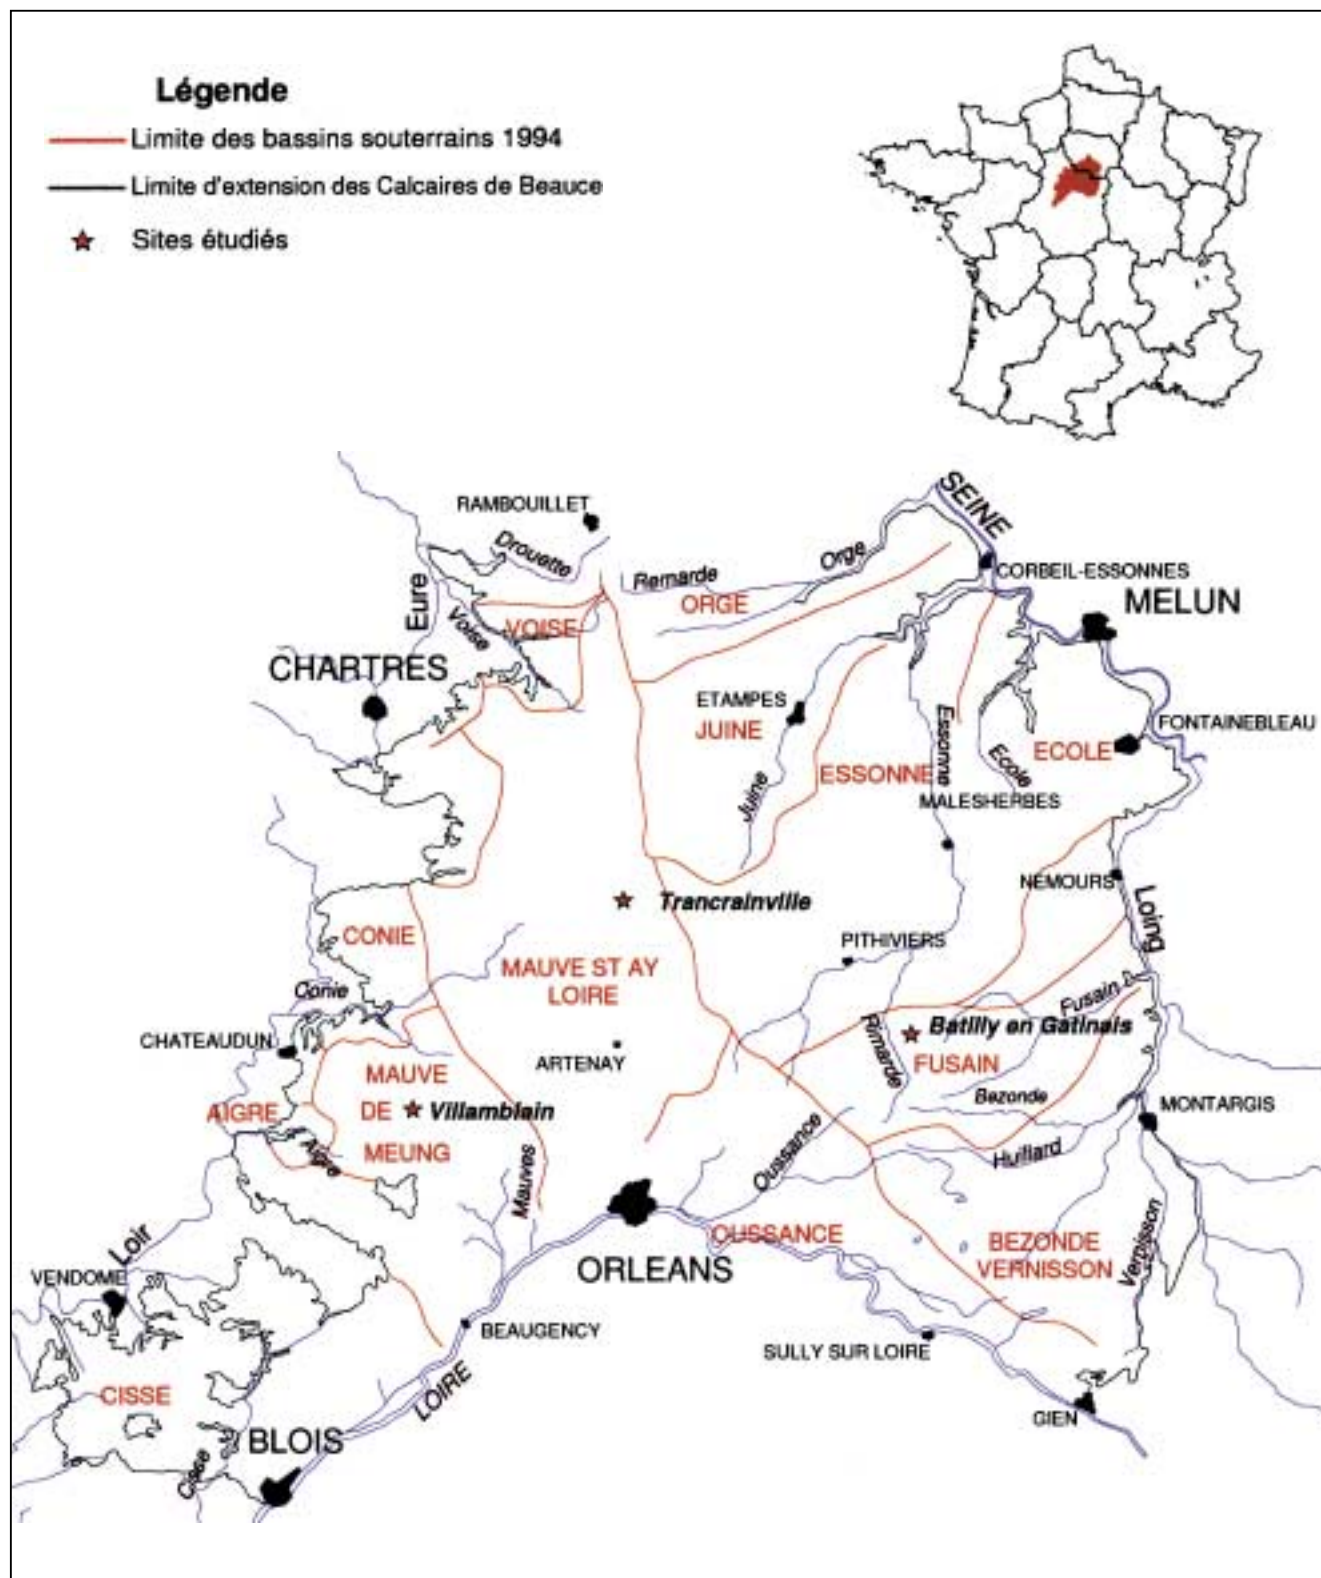 Légende
Limite des bassins souterrains 1994
Limite d'extension des Calcaires de Beauce
Sites étudiés
SEINE
RAMBOUILLET
Drouette
Remarde
Orge
CORBEIL-ESSONNES
Eure
Voise
VOISE
ORGE
MELUN
CHARTRES
ETAMPES
JUINE
Essonne
FONTAINEBLEAU
ECOLE
Ecole
ESSONNE
Juine
MALESHERBES
NEMOURS
Trancrainville
Loing
CONIE
PITHIVIERS
MAUVE ST AY
LOIRE
Conie
Fusain
CHATEAUDUN
Rimarde
Batilly en Gatinais
ARTENAY
FUSAIN
MAUVE
DE
MEUNG
Villamblain
AIGRE
Aigre
Bezonde
MONTARGIS
Oussance
Huillard
Mauves
Loir
ORLEANS
OUSSANCE
BEZONDE
VERNISSON
Vernisson
VENDOME
BEAUGENCY
SULLY SUR LOIRE
CISSE
LOIRE
GIEN
BLOIS
Cisse